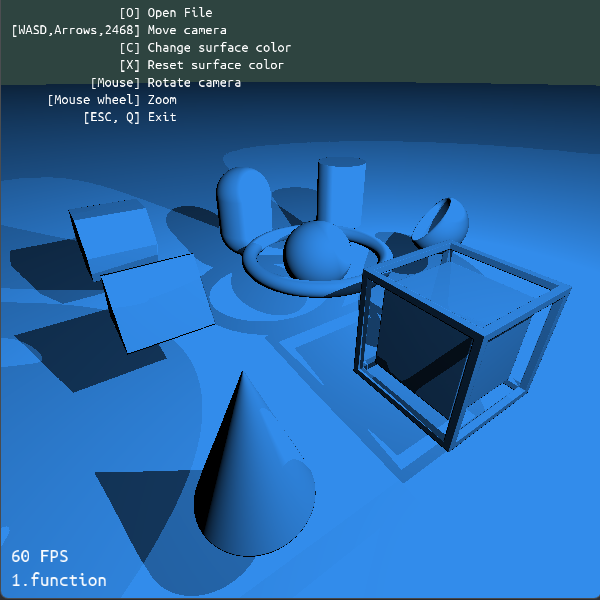 [O] Open File
[WASD,Arrows,2468] Move camera
[C] Change surface color
[X] Reset surface color
[Mouse] Rotate camera
[Mouse wheel] Zoom
[ESC, Q] Exit
60 FPS
1.function